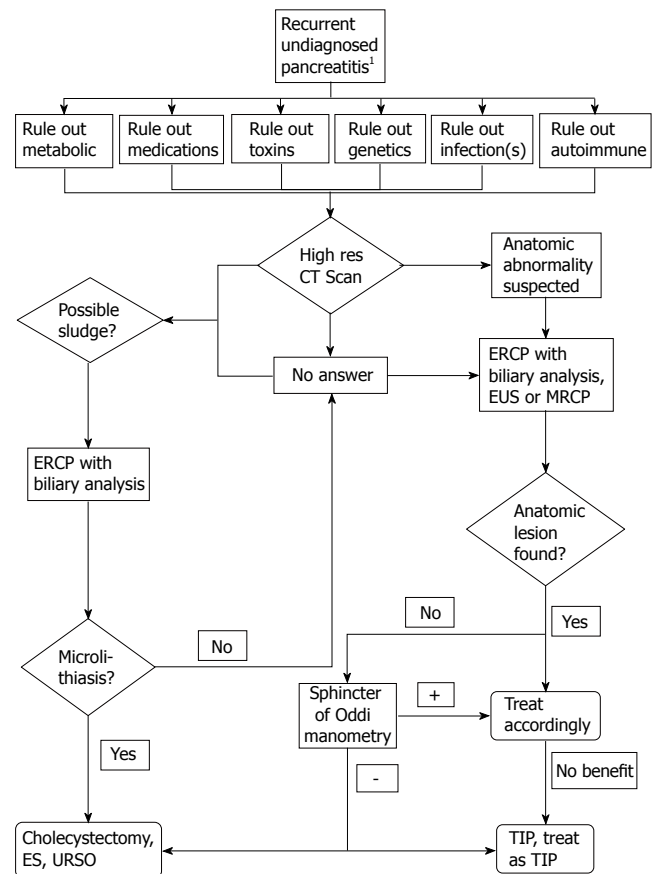 Recurrent
undiagnosed
pancreatitis¹
Rule out
metabolic
Rule out
medications
Rule out
toxins
Rule out
genetics
Rule out
infection(s)
Rule out
autoimmune
High res
CT Scan
Anatomic
abnormality
suspected
Possible
sludge?
No answer
ERCP with
biliary analysis,
EUS or MRCP
ERCP with
biliary analysis
Anatomic
lesion
found?
No
Yes
No
Microli-
thiasis?
Sphincter
of Oddi
manometry
+
Treat
accordingly
Yes
-
No benefit
Cholecystectomy,
ES, URSO
TIP, treat
as TIP